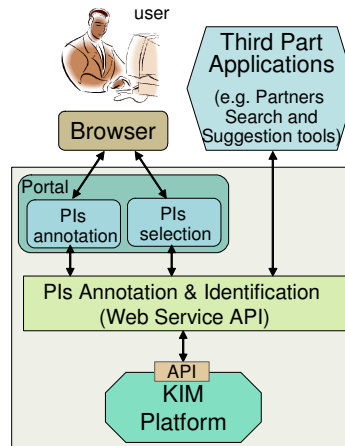 user
Third Part
Applications
(e.g. Partners
Search and
Suggestion tools)
Browser
Portal
PIs
annotation
PIs
selection
PIs Annotation & Identification
(Web Service API)
API
KIM
Platform